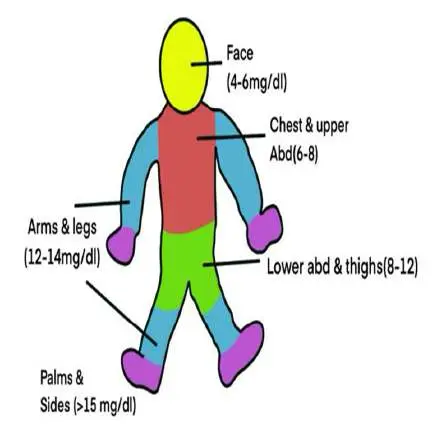 Face
(4-6mg/dl)
Chest & upper
Abd(6-8)
Arms & legs
(12-14mg/dl)
Lower abd & thighs(8-12)
Palms &
Sides (>15 mg/dl)